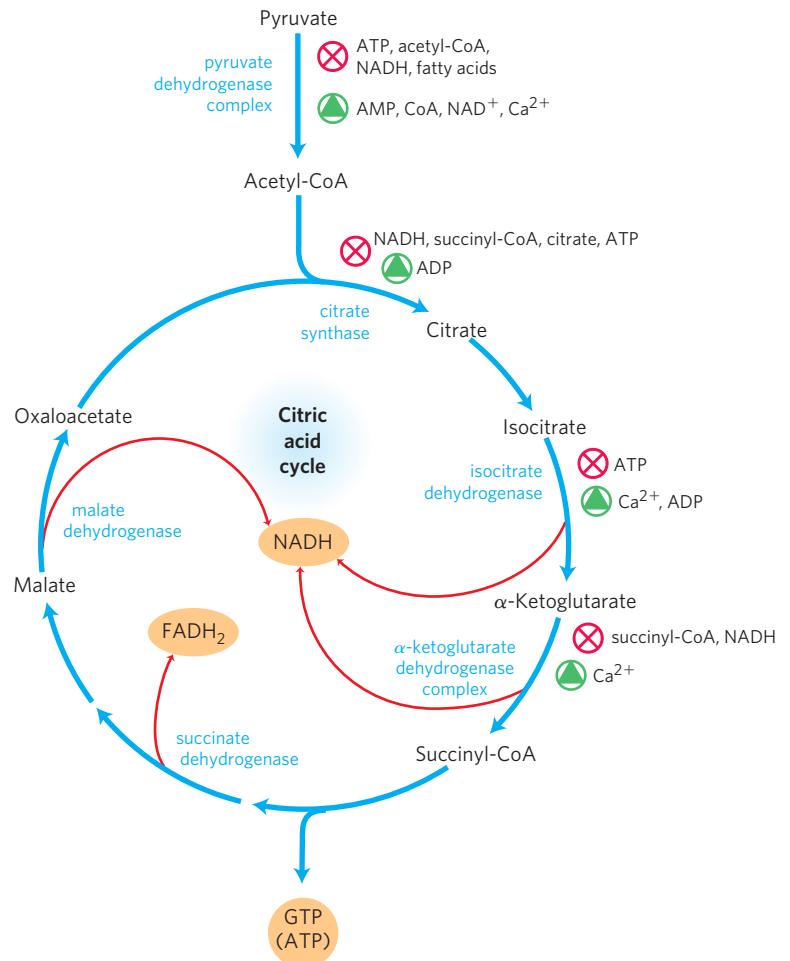 Pyruvate
pyruvate
dehydrogenase
complex
ATP, acetyl-CoA,
NADH, fatty acids
AMP, CoA, NAD⁺, Ca²⁺
Acetyl-CoA
NADH, succinyl-CoA, citrate, ATP
ADP
citrate
synthase
Citrate
Oxaloacetate
Citric
acid
cycle
Isocitrate
isocitrate
dehydrogenase
ATP
Ca²⁺, ADP
malate
dehydrogenase
NADH
Malate
α-Ketoglutarate
FADH₂
succinyl-CoA, NADH
α-ketoglutarate
dehydrogenase
complex
Ca²⁺
succinate
dehydrogenase
Succinyl-CoA
GTP
(ATP)